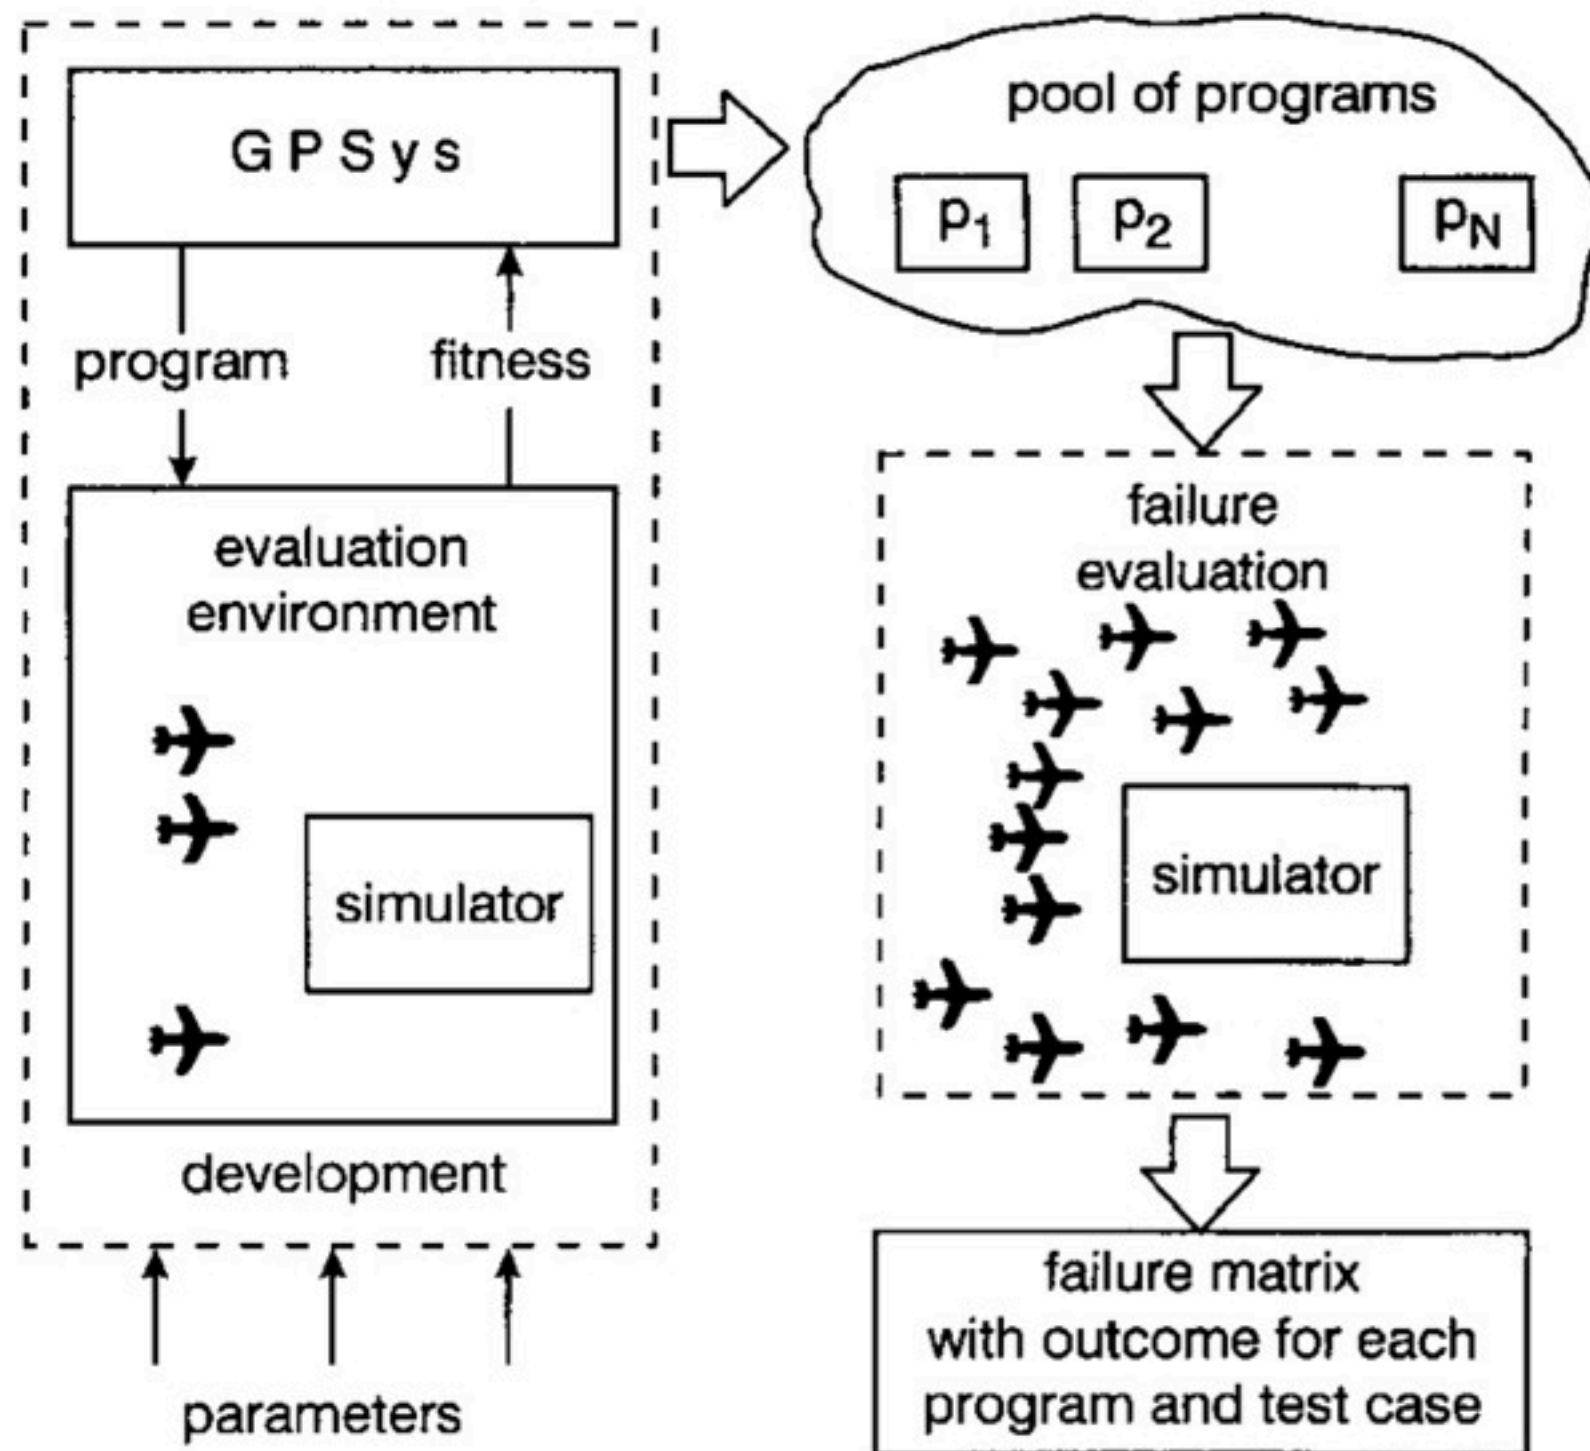 G P S y s
program
fitness
evaluation
environment
simulator
development
parameters
pool of programs
p1
p2
pN
failure
evaluation
simulator
failure matrix
with outcome for each
program and test case